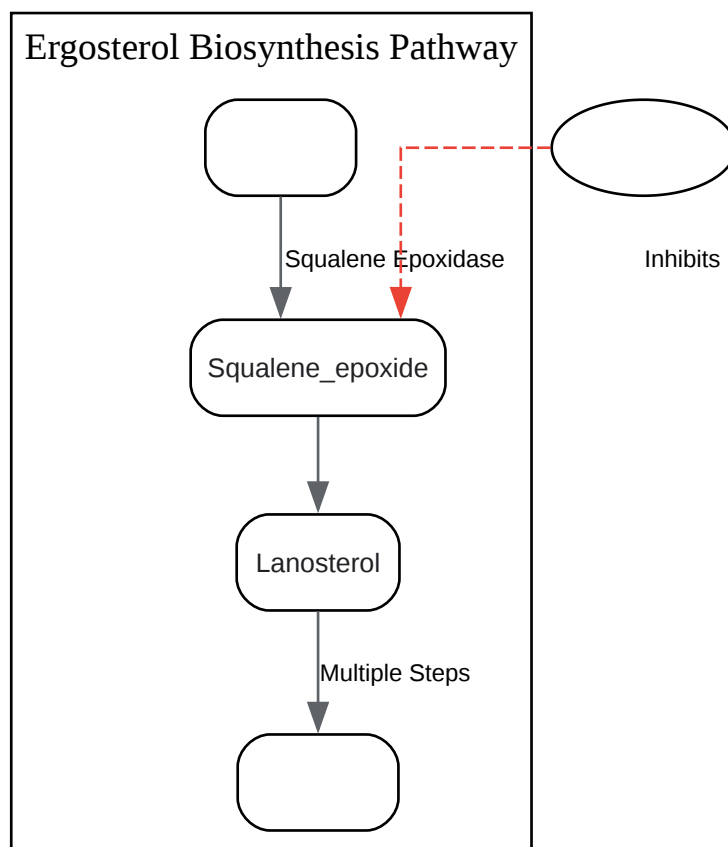 Ergosterol Biosynthesis Pathway
Squalene Epoxidase
Inhibits
Squalene_epoxide
Lanosterol
Multiple Steps